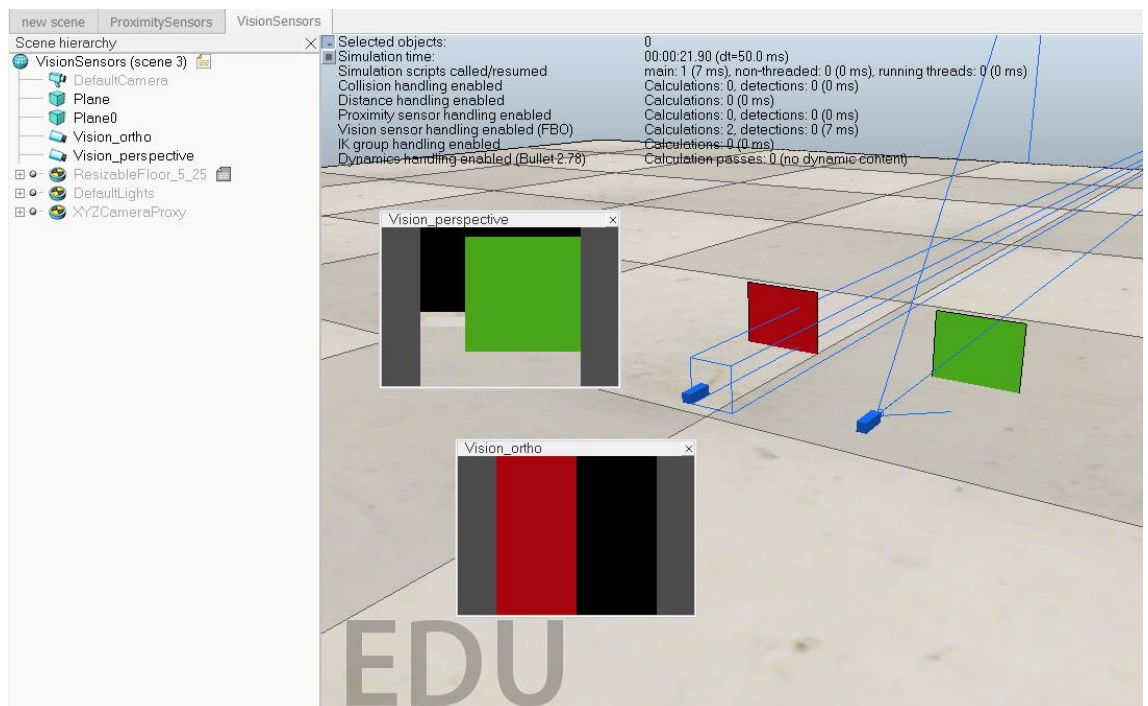 new scene
ProximitySensors
VisionSensors
Scene hierarchy
VisionSensors (scene 3)
DefaultCamera
Plane
Plane0
Vision_ortho
Vision_perspective
ResizableFloor_5_25
DefaultLights
XYZCameraProxy
Selected objects: 0
Simulation time: 00:00:21.90 (dt=50.0 ms)
Simulation scripts called/resumed main: 1 (7 ms), non-threaded: 0 (0 ms), running threads: 0 (0 ms)
Collision handling enabled Calculations: 0, detections: 0 (0 ms)
Distance handling enabled Calculations: 0 (0 ms)
Proximity sensor handling enabled Calculations: 0, detections: 0 (0 ms)
Vision sensor handling enabled (FBO) Calculations: 2, detections: 0 (7 ms)
IK group handling enabled Calculations: 0 (0 ms)
Dynamics handling enabled (Bullet 2.78) Calculation passes: 0 (no dynamic content)
Vision_perspective
Vision_ortho
EDU